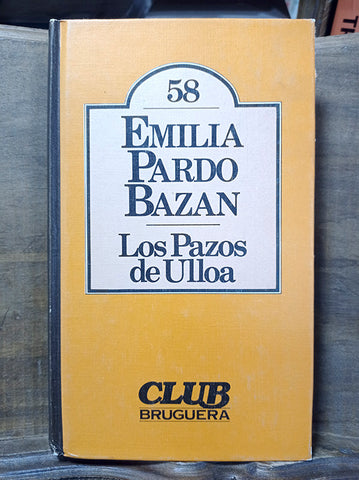 58
EMILIA
PARDO
BAZAN
Los Pazos
de Ulloa
CLUB
BRUGUERA